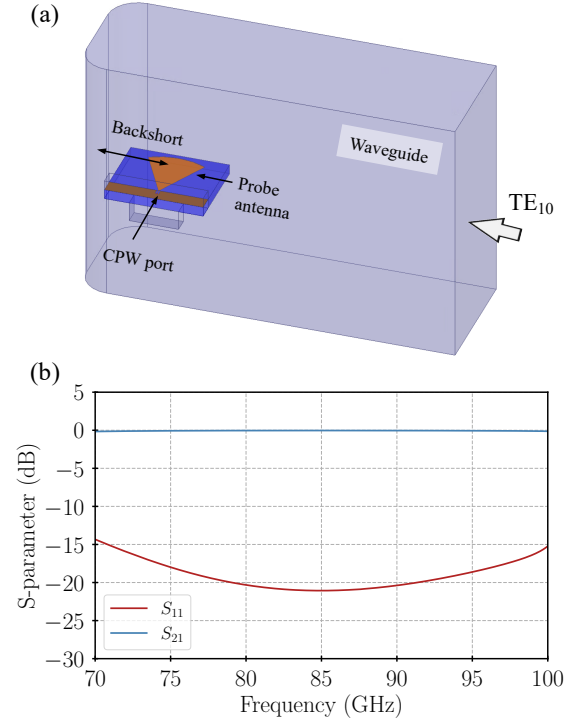 (a)
Backshort
Waveguide
Probe
antenna
TE10
CPW port
(b)
5
0
−5
−10
−15
−20
−25
−30
S-parameter (dB)
S11
S21
70
75
80
85
90
95
100
Frequency (GHz)